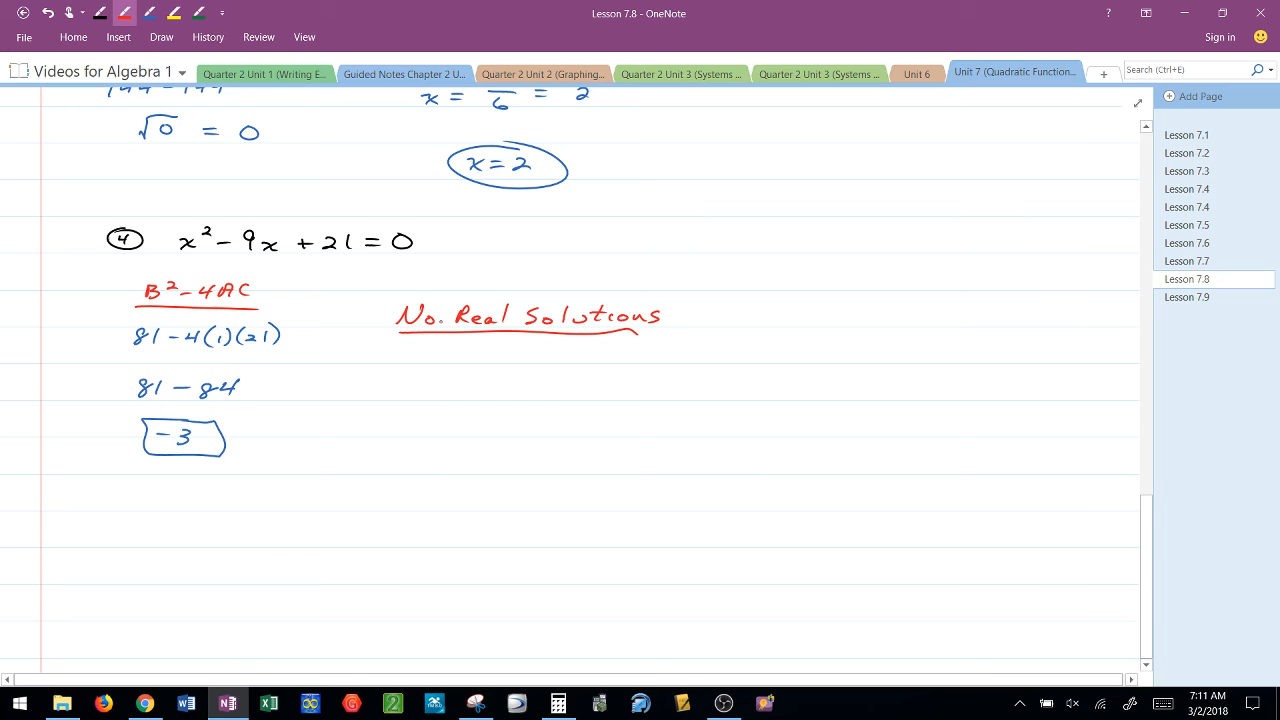 Lesson 7.8 - OneNote
File Home Insert Draw History Review View
Sign in
Videos for Algebra 1
Quarter 2 Unit 1 (Writing E...
Guided Notes Chapter 2 U...
Quarter 2 Unit 2 (Graphing,...
Quarter 2 Unit 3 (Systems ...
Quarter 2 Unit 3 (Systems ...
Unit 6
Unit 7 (Quadratic Function...
Search (Ctrl+E)
Add Page
Lesson 7.1
Lesson 7.2
Lesson 7.3
Lesson 7.4
Lesson 7.4
Lesson 7.5
Lesson 7.6
Lesson 7.7
Lesson 7.8
Lesson 7.9
x = /6 = 2
√0 = 0
x = 2
4 x² - 9x + 21 = 0
B² - 4AC
No. Real Solutions
81 - 4(1)(21)
81 - 84
-3
7:11 AM
3/2/2018